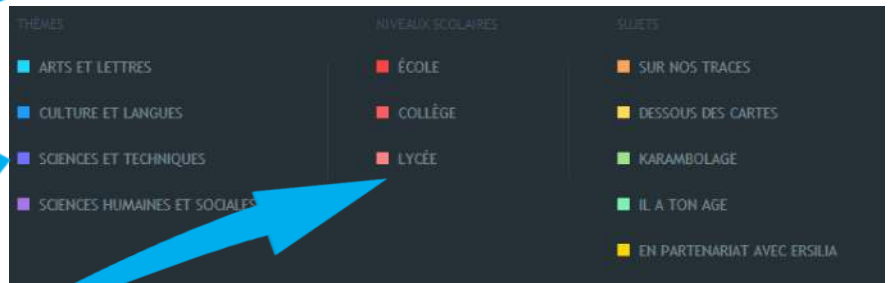 THÈMES
ARTS ET LETTRES
CULTURE ET LANGUES
SCIENCES ET TECHNIQUES
SCIENCES HUMAINES ET SOCIALES
NIVEAUX SCOLAIRES
ÉCOLE
COLLÈGE
LYCÉE
SUJETS
SUR NOS TRACES
DESSOUS DES CARTES
KARAMBOLAGE
IL A TON AGE
EN PARTENARIAT AVEC ERSILIA